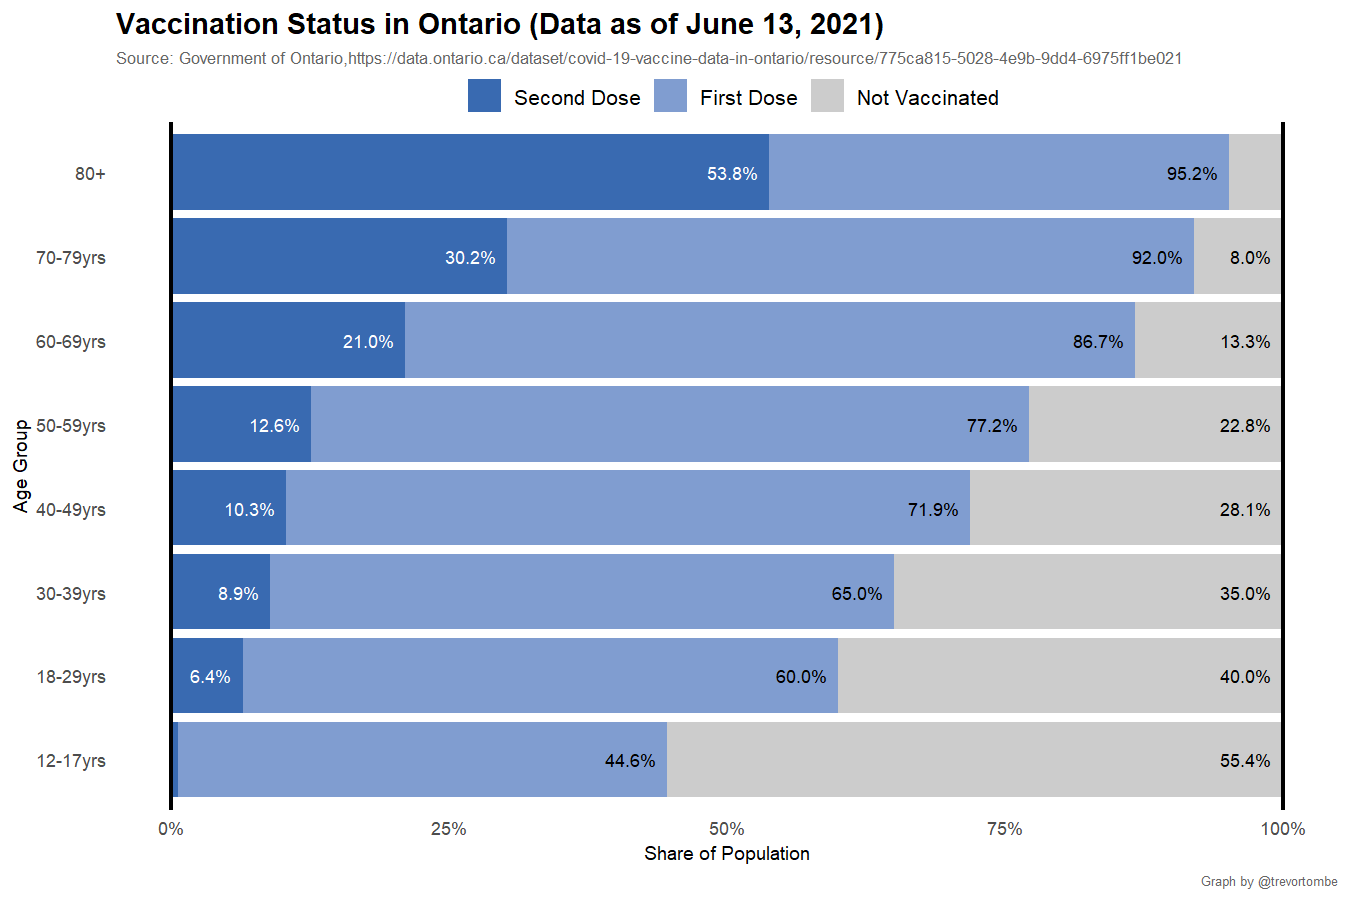 Vaccination Status in Ontario (Data as of June 13, 2021)
Source: Government of Ontario,https://data.ontario.ca/dataset/covid-19-vaccine-data-in-ontario/resource/775ca815-5028-4e9b-9dd4-6975ff1be021
Second Dose First Dose Not Vaccinated
80+ 53.8% 95.2%
70-79yrs 30.2% 92.0% 8.0%
60-69yrs 21.0% 86.7% 13.3%
50-59yrs 12.6% 77.2% 22.8%
Age Group
40-49yrs 10.3% 71.9% 28.1%
30-39yrs 8.9% 65.0% 35.0%
18-29yrs 6.4% 60.0% 40.0%
12-17yrs 44.6% 55.4%
0% 25% 50% 75% 100%
Share of Population
Graph by @trevortombe